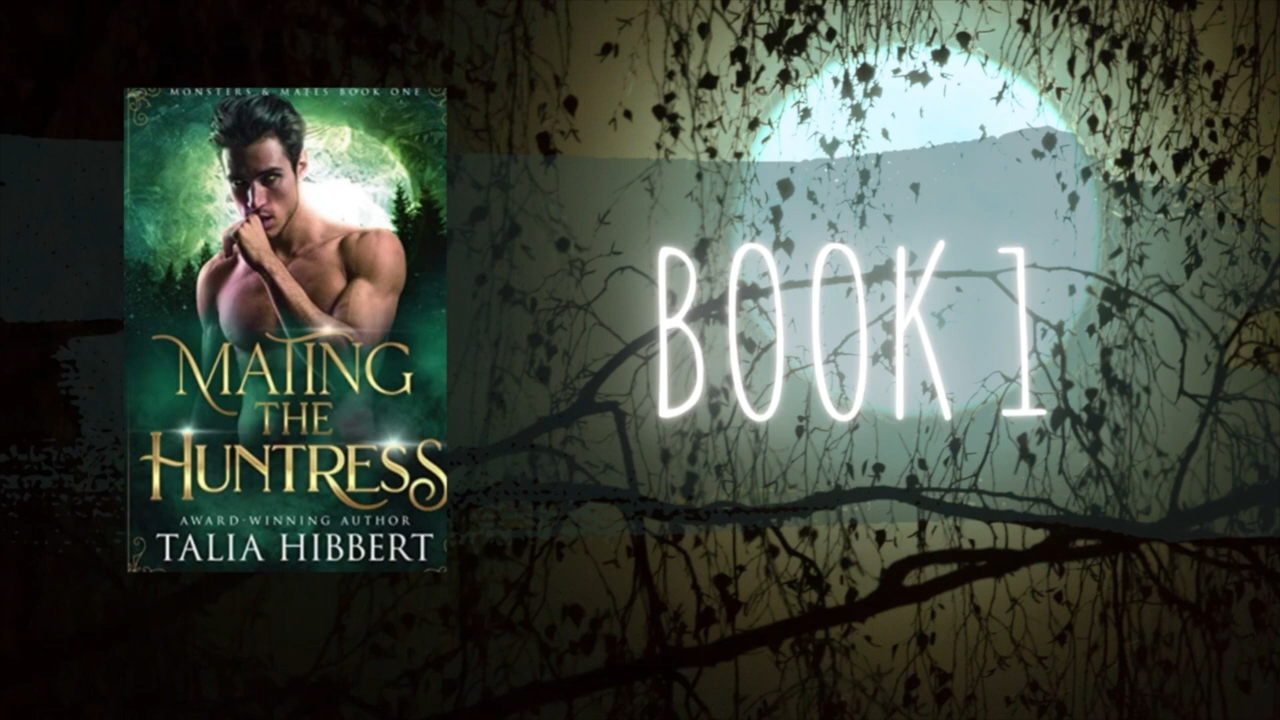 MONSTERS & MATES BOOK ONE
MATING
THE
HUNTRESS
AWARD-WINNING AUTHOR
TALIA HIBBERT
BOOK 1